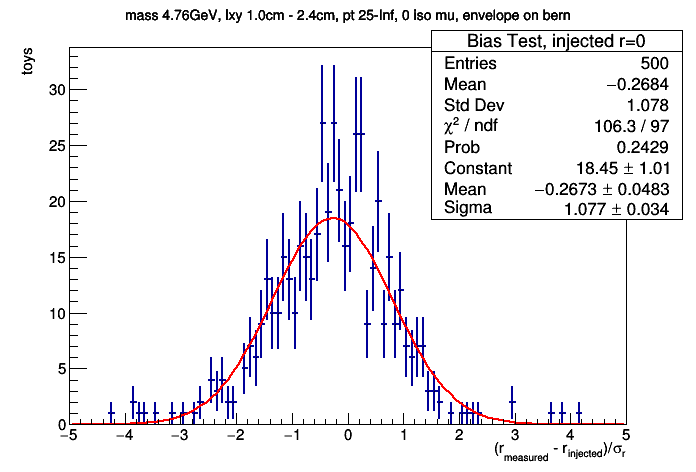 mass 4.76GeV, lxy 1.0cm - 2.4cm, pt 25-Inf, 0 Iso mu, envelope on bern
Bias Test, injected r=0
Entries 500
Mean −0.2684
Std Dev 1.078
χ² / ndf 106.3 / 97
Prob 0.2429
Constant 18.45 ± 1.01
Mean −0.2673 ± 0.0483
Sigma 1.077 ± 0.034
toys
30
25
20
15
10
5
0
−5 −4 −3 −2 −1 0 1 2 3 4 5
(r_measured - r_injected)/σ_r